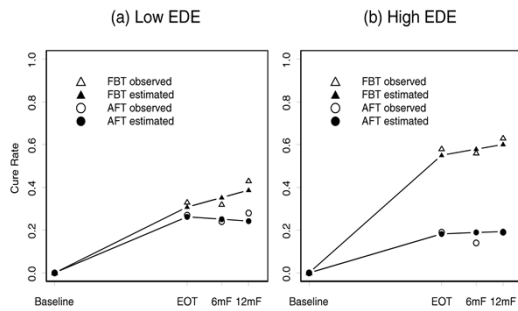 (a) Low EDE
(b) High EDE
Cure Rate
1.0
0.8
0.6
0.4
0.2
0.0
FBT observed
FBT estimated
AFT observed
AFT estimated
Baseline EOT 6mF 12mF
1.0
0.8
0.6
0.4
0.2
0.0
FBT observed
FBT estimated
AFT observed
AFT estimated
Baseline EOT 6mF 12mF